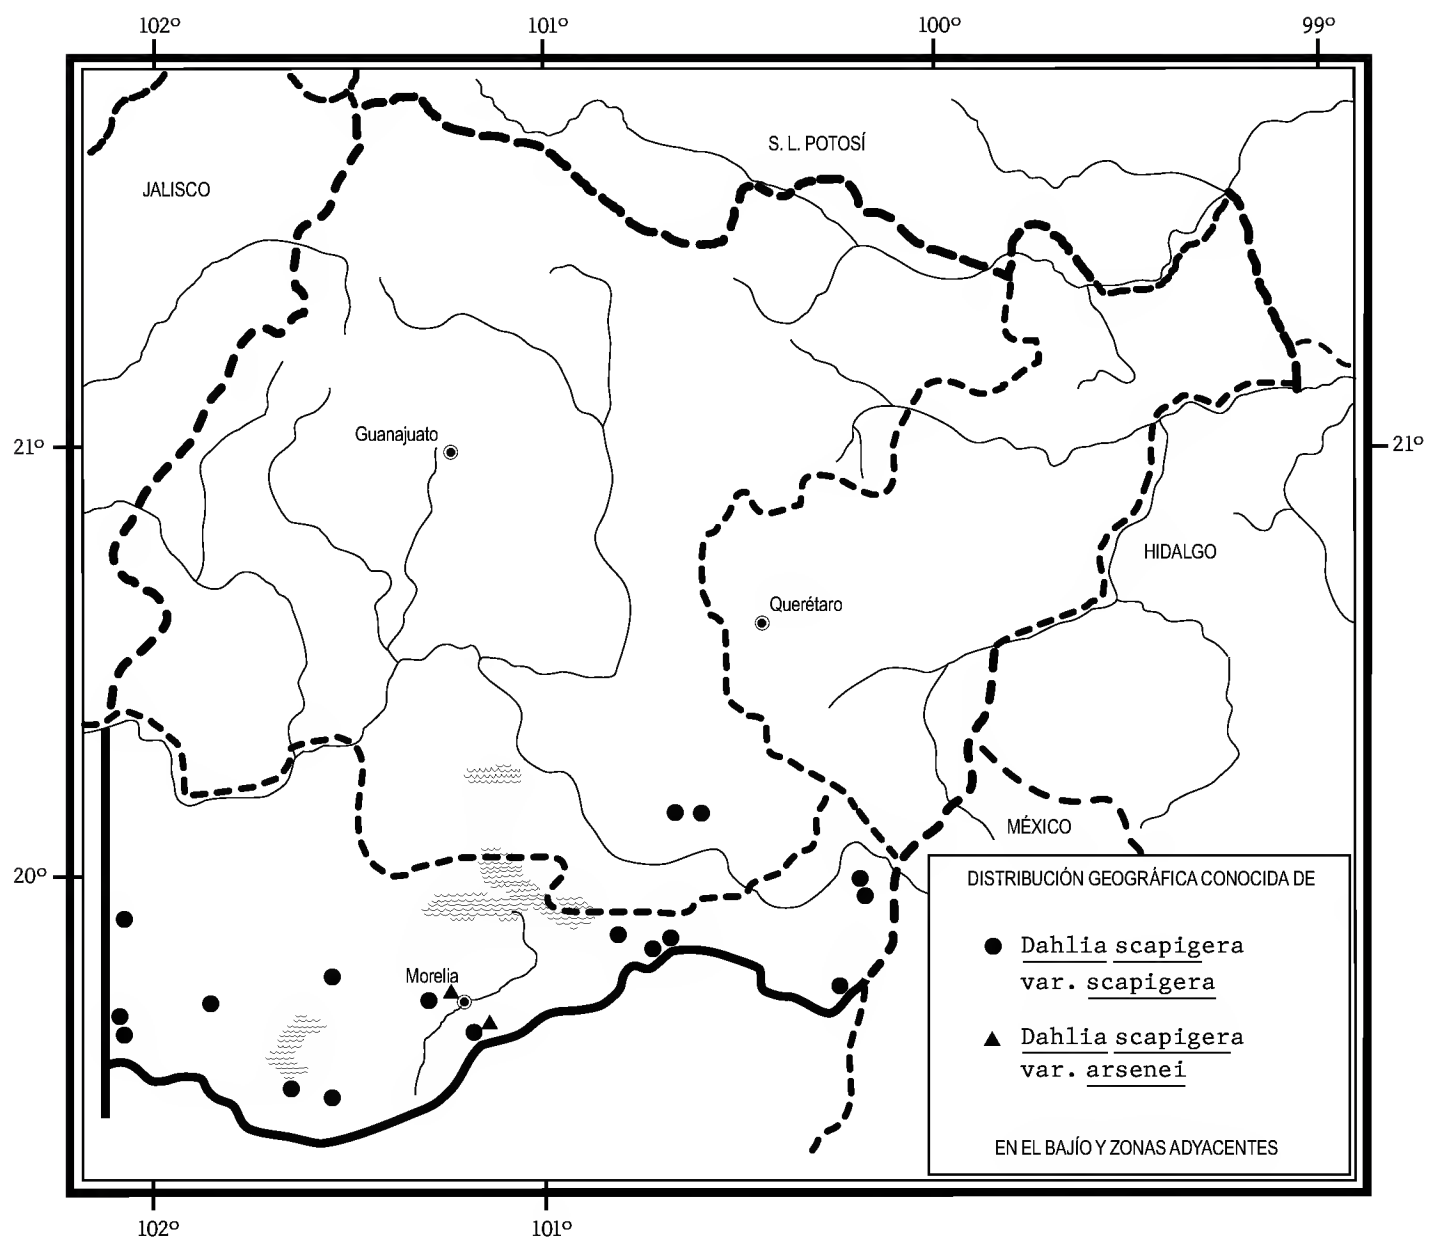 102º 101º 100º 99º
S. L. POTOSÍ
JALISCO
Guanajuato
21º 21º
HIDALGO
Querétaro
MÉXICO
20º
DISTRIBUCIÓN GEOGRÁFICA CONOCIDA DE
Dahlia scapigera
var. scapigera
Morelia
Dahlia scapigera
var. arsenei
EN EL BAJÍO Y ZONAS ADYACENTES
102º 101º